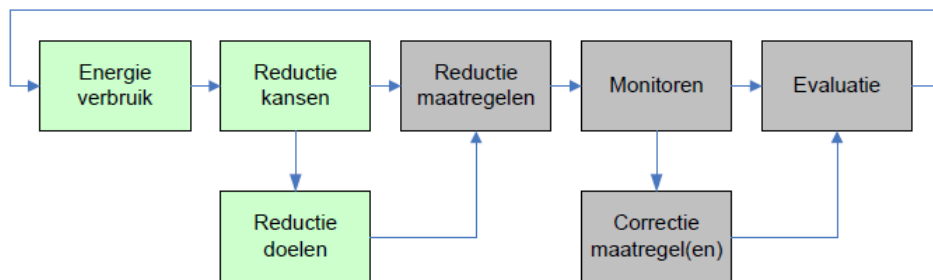 Energie
verbruik
Reductie
kansen
Reductie
maatregelen
Monitoren
Evaluatie
Reductie
doelen
Correctie
maatregel(en)